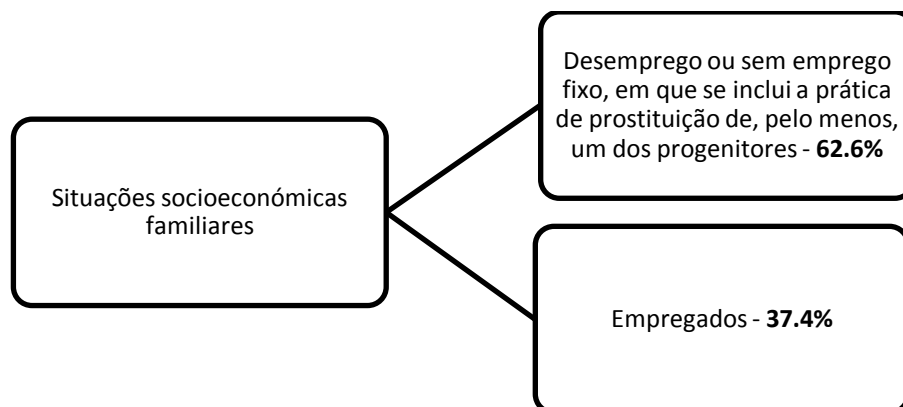 Situações socioeconómicas
familiares
Desemprego ou sem emprego
fixo, em que se inclui a prática
de prostituição de, pelo menos,
um dos progenitores - 62.6%
Empregados - 37.4%